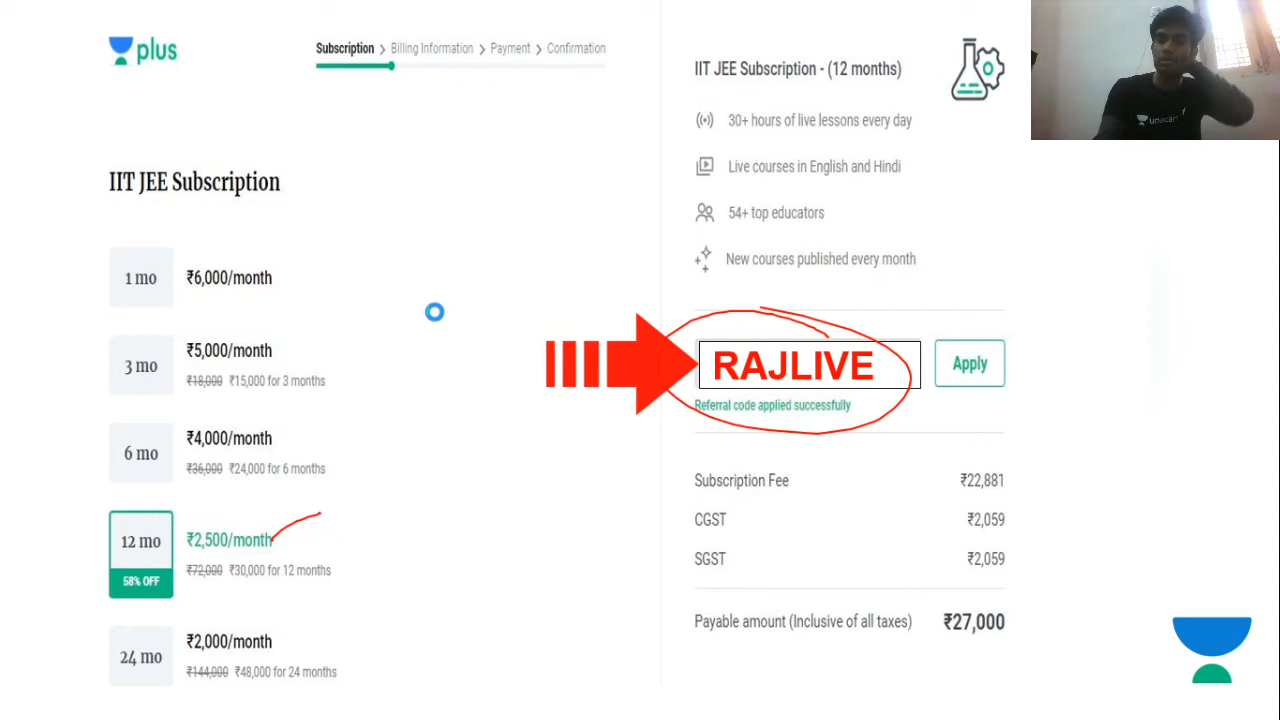 plus
Subscription > Billing Information > Payment > Confirmation
IIT JEE Subscription
1 mo ₹6,000/month
3 mo ₹5,000/month
₹18,000 ₹15,000 for 3 months
6 mo ₹4,000/month
₹36,000 ₹24,000 for 6 months
12 mo ₹2,500/month
58% OFF ₹72,000 ₹30,000 for 12 months
24 mo ₹2,000/month
₹144,000 ₹48,000 for 24 months
IIT JEE Subscription - (12 months)
30+ hours of live lessons every day
Live courses in English and Hindi
54+ top educators
New courses published every month
RAJLIVE Apply
Referral code applied successfully
Subscription Fee ₹22,881
CGST ₹2,059
SGST ₹2,059
Payable amount (Inclusive of all taxes) ₹27,000